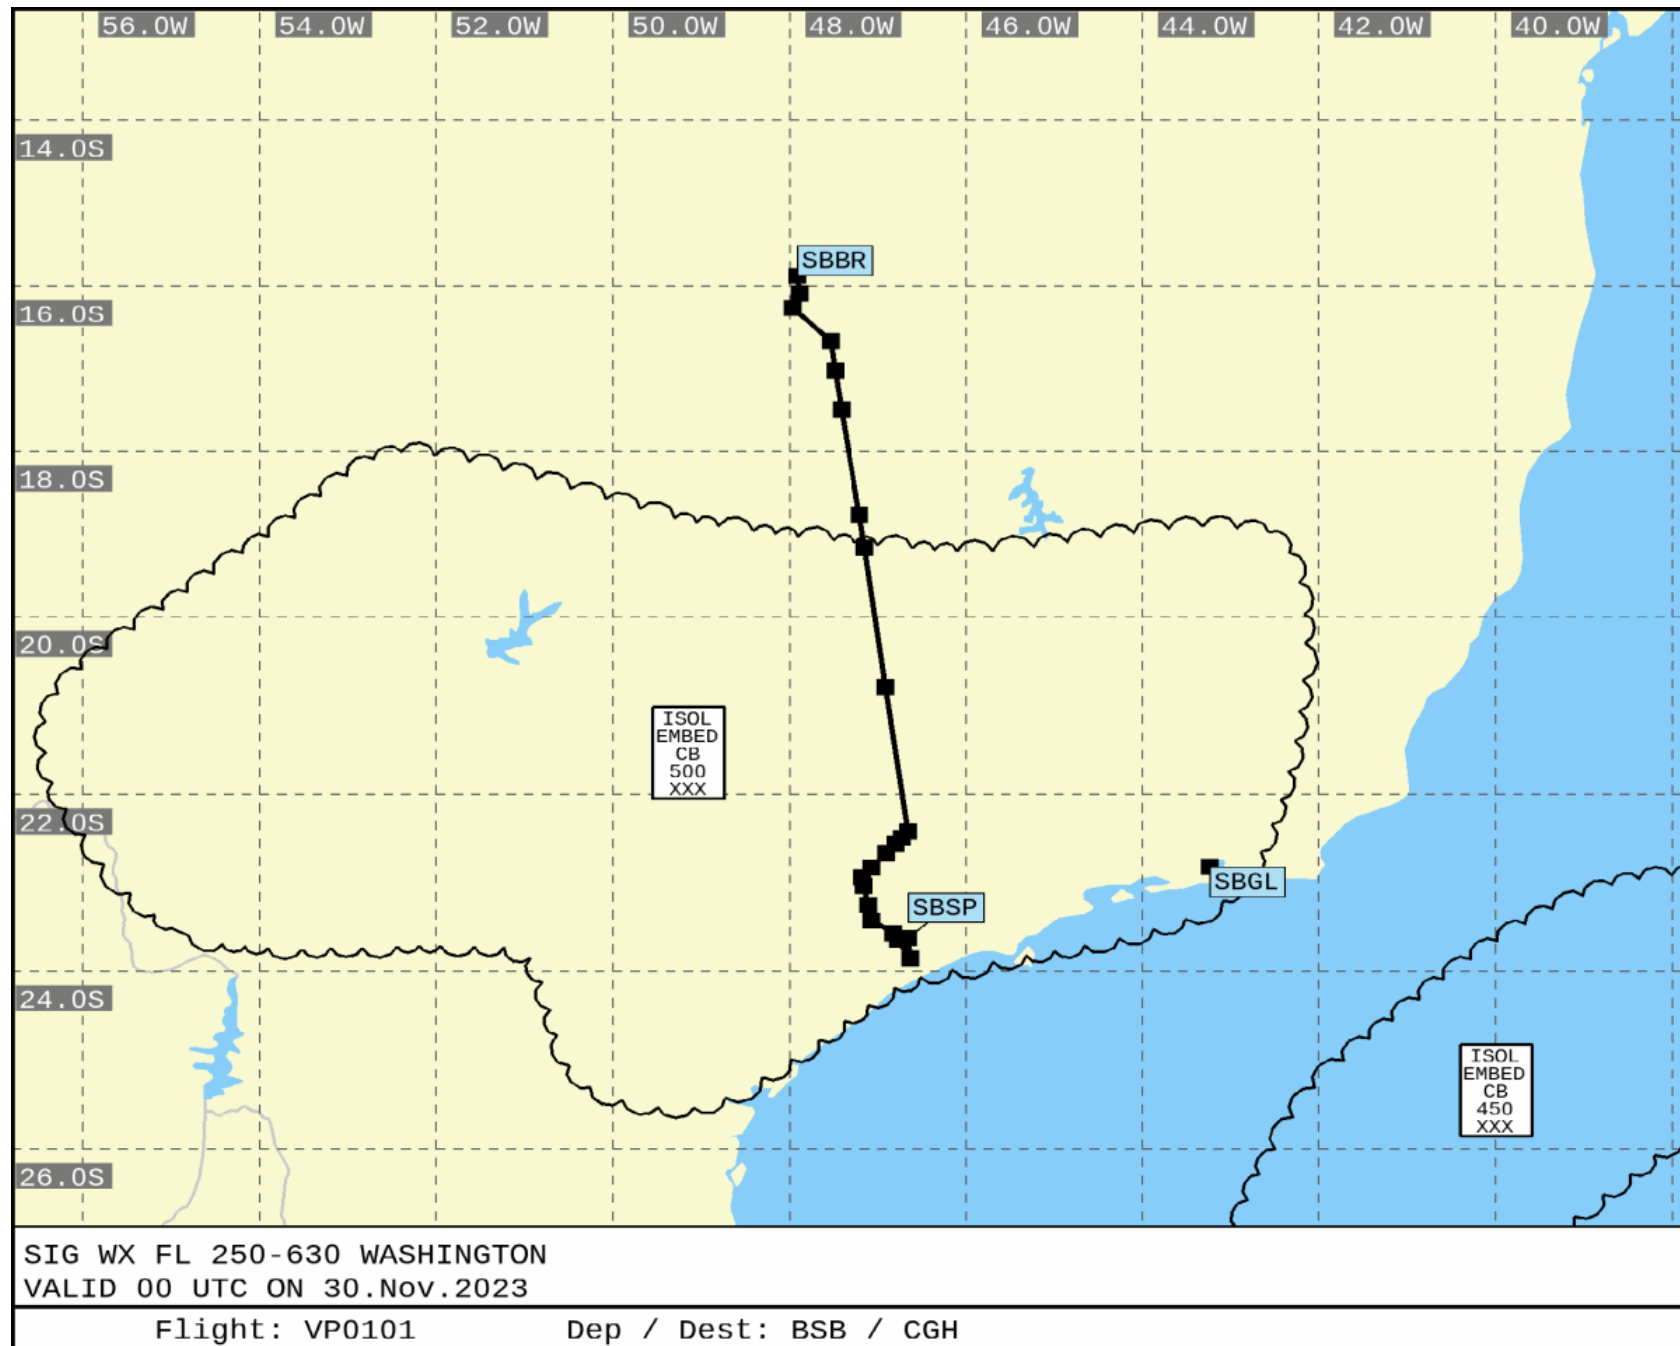 56.0W 54.0W 52.0W 50.0W 48.0W 46.0W 44.0W 42.0W 40.0W
14.0S
SBBR
16.0S
18.0S
20.0S
ISOL
EMBED
CB
500
XXX
22.0S
SBGL
SBSP
24.0S
ISOL
EMBED
CB
450
XXX
26.0S
SIG WX FL 250-630 WASHINGTON
VALID 00 UTC ON 30.Nov.2023
Flight: VP0101 Dep / Dest: BSB / CGH